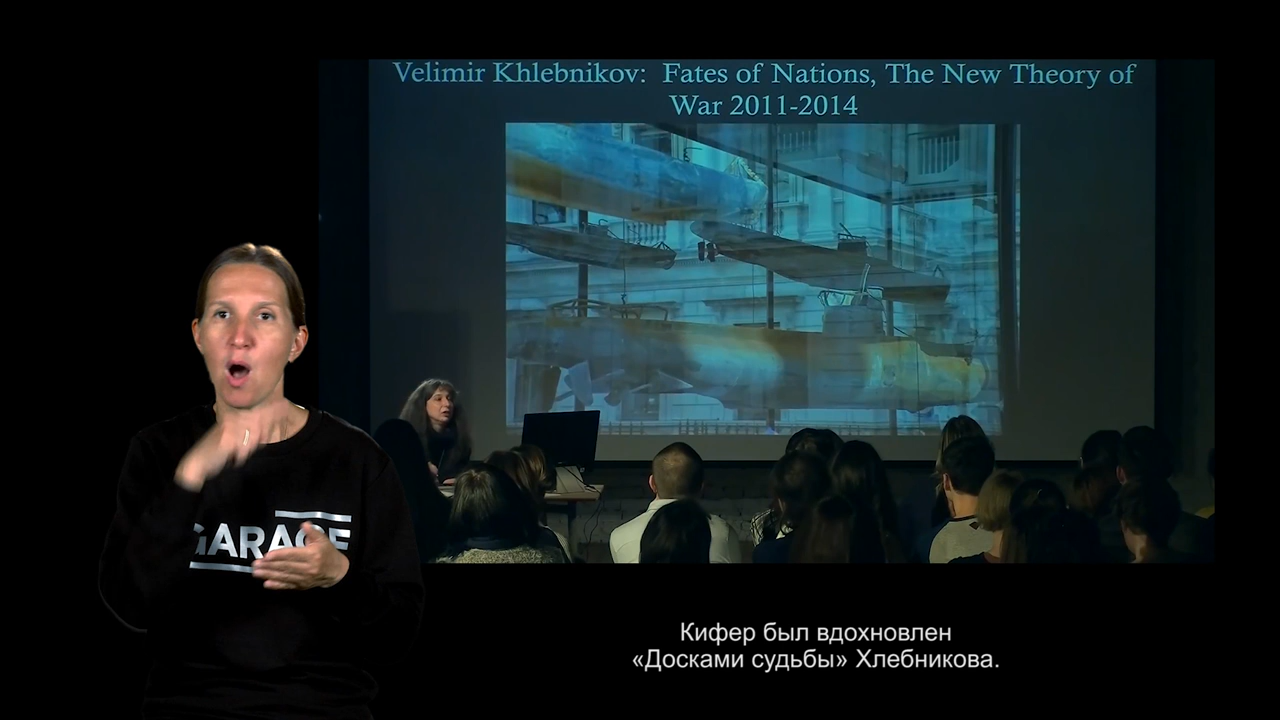 Velimir Khlebnikov: Fates of Nations, The New Theory of
War 2011-2014
GARAGE
Кифер был вдохновлен
«Досками судьбы» Хлебникова.